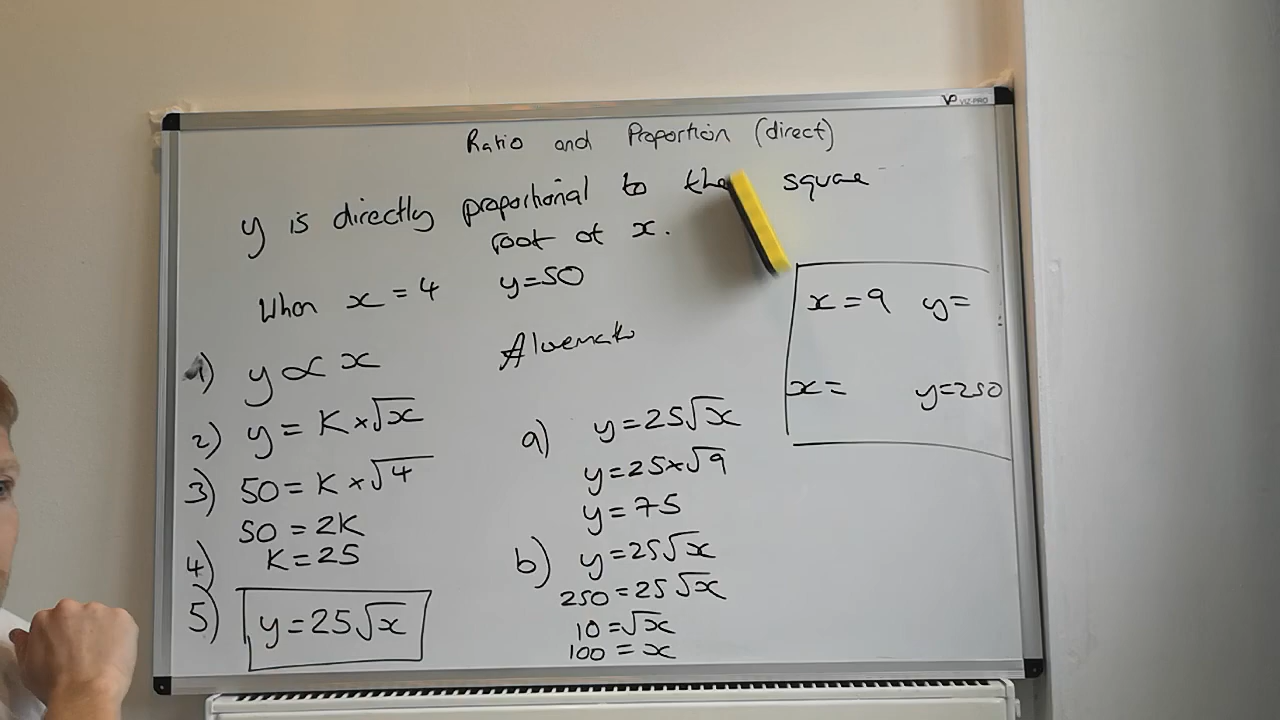 VIZ-PRO
Ratio and Proportion (direct)
y is directly proportional to the square
root of x.
When x = 4 y=50
1) y ∝ x
2) y = K × √x
3) 50 = K × √4
50 = 2K
4) K = 25
5) y = 25√x
a) y = 25√x
y = 25×√9
y = 75
b) y = 25√x
250 = 25√x
10 = √x
100 = x
x = 9 y =
x = y=250